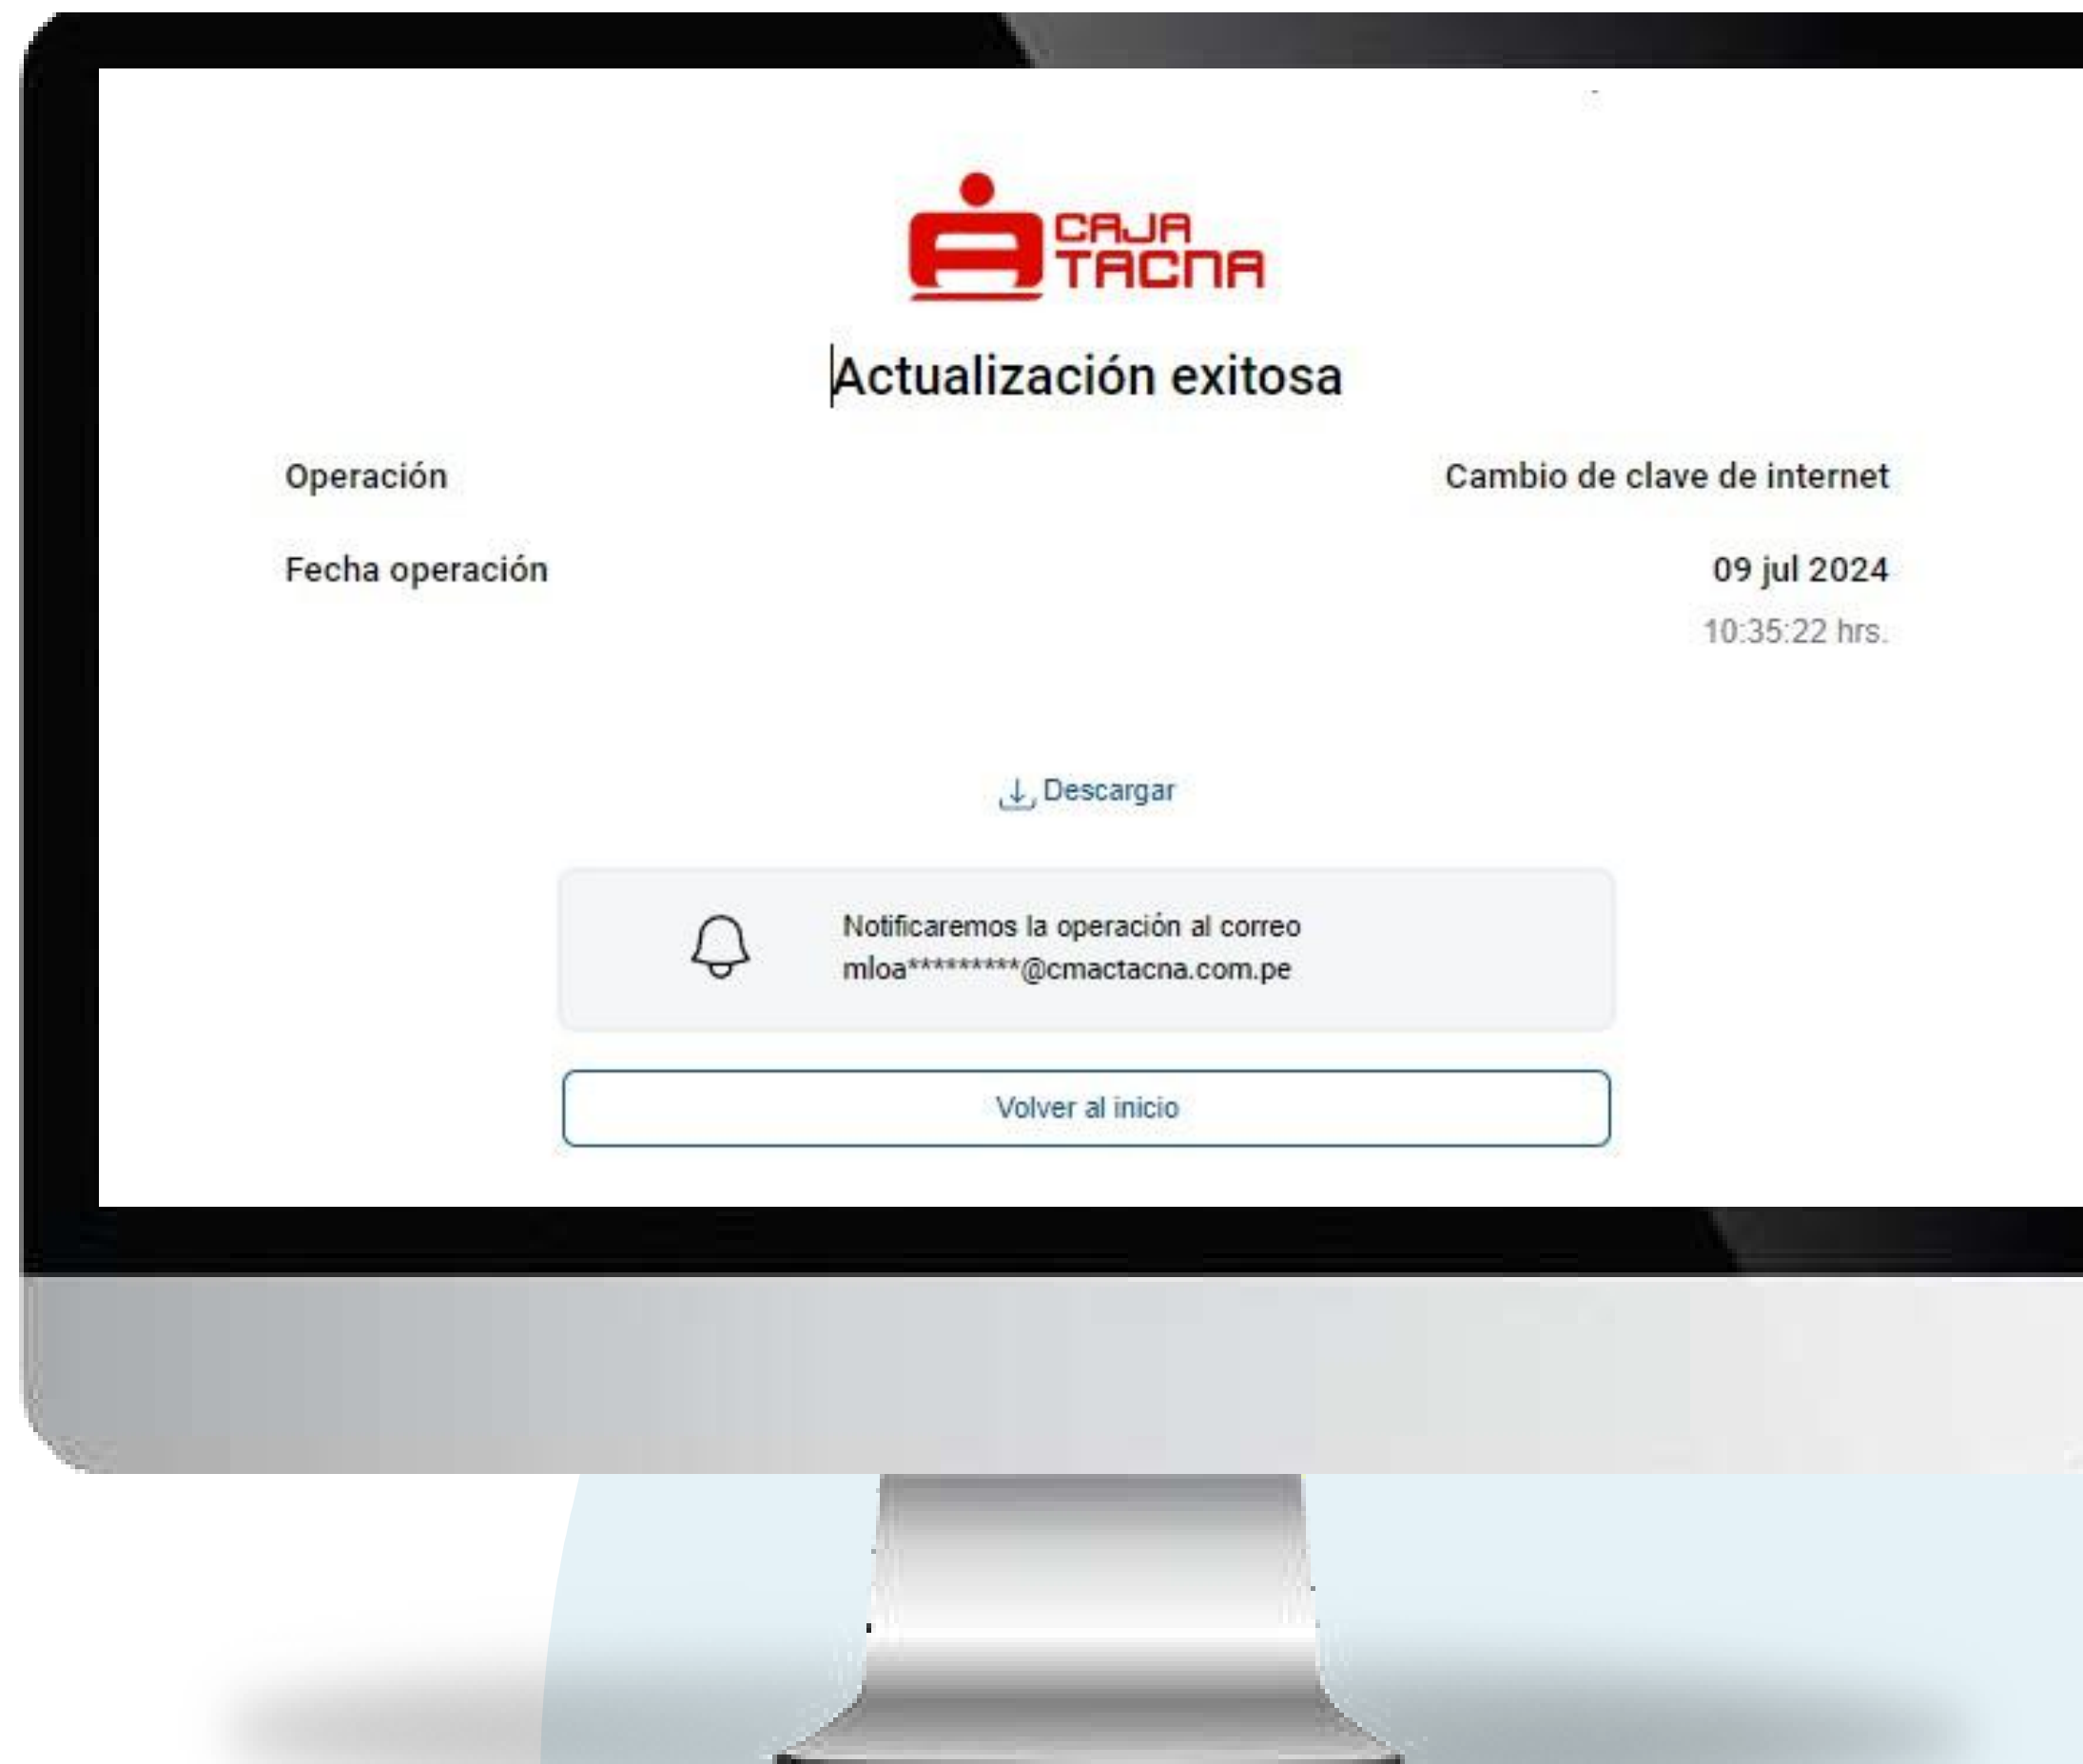 CAJA
TACNA
Actualización exitosa
Operación Cambio de clave de internet
Fecha operación 09 jul 2024
10:35:22 hrs.
Descargar
Notificaremos la operación al correo
mloa*********@cmactacna.com.pe
Volver al inicio